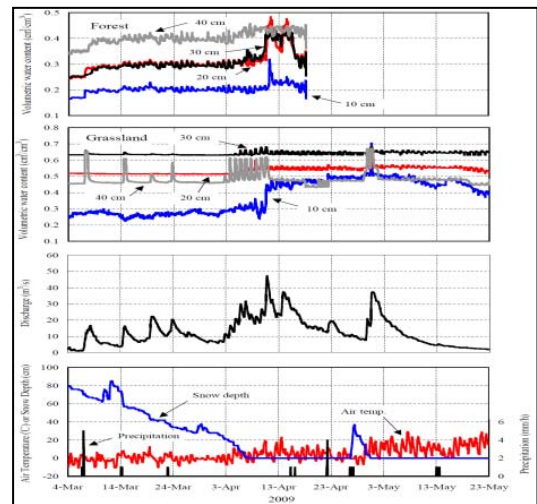 Forest
40 cm
30 cm
20 cm
10 cm
Volumetric water content (cm³/cm³)
0.5
0.4
0.3
0.2
0.1
Grassland
30 cm
40 cm
20 cm
10 cm
Volumetric water content (cm³/cm³)
0.8
0.7
0.6
0.5
0.4
0.3
0.2
0.1
Discharge (m³/s)
60
50
40
30
20
10
0
Air Temperature (°C) or Snow Depth (cm)
100
80
60
40
20
0
-20
Snow depth
Precipitation
Air temp.
6
4
2
0
Precipitation (mm/h)
4-Mar
14-Mar
24-Mar
3-Apr
13-Apr
23-Apr
3-May
13-May
23-May
2009